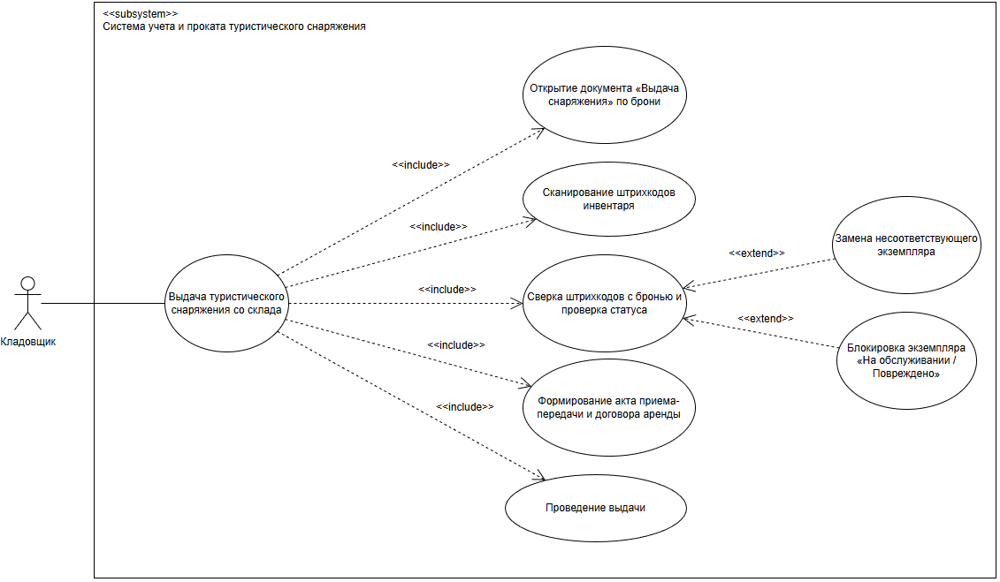 <<subsystem>>
Система учета и проката туристического снаряжения
Открытие документа «Выдача
снаряжения» по брони
<<include>>
Сканирование штрихкодов
инвентаря
<<include>>
Замена несоответствующего
экземпляра
<<extend>>
<<include>>
Выдача туристического
снаряжения со склада
Сверка штрихкодов с бронью и
проверка статуса
<<extend>>
Кладовщик
<<include>>
Блокировка экземпляра
«На обслуживании /
Повреждено»
<<include>>
Формирование акта приема-
передачи и договора аренды
Проведение выдачи